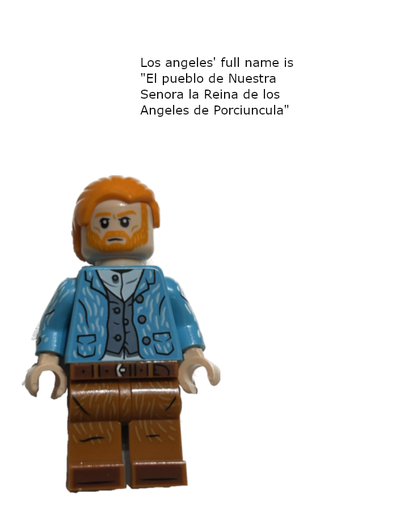 Los angeles' full name is
"El pueblo de Nuestra
Senora la Reina de los
Angeles de Porciuncula"